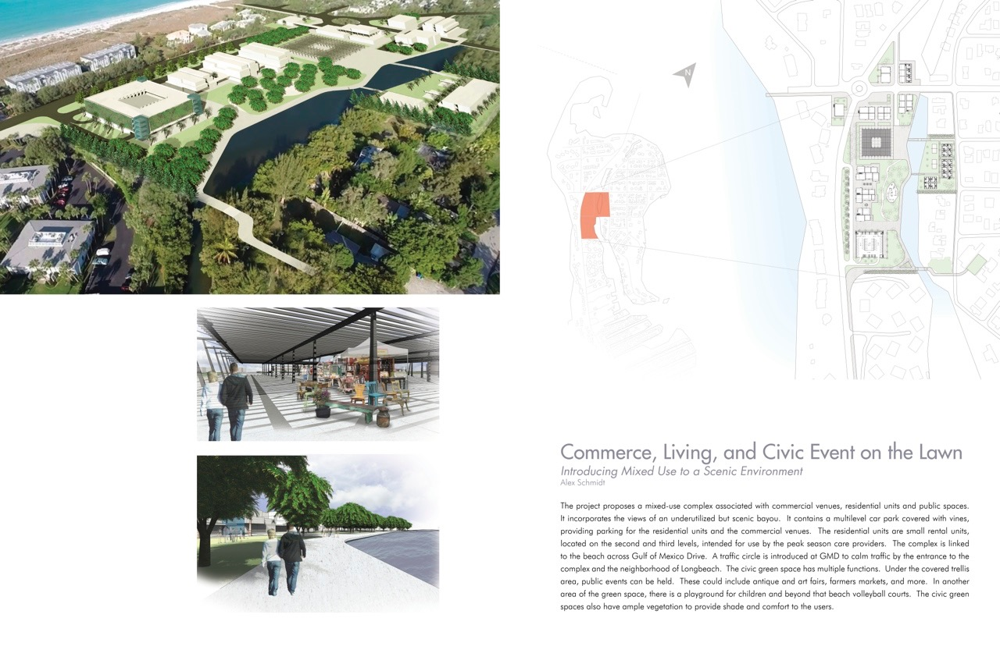 N
Commerce, Living, and Civic Event on the Lawn
Introducing Mixed Use to a Scenic Environment
Alex Schmidt
The project proposes a mixed-use complex associated with commercial venues, residential units and public spaces.
It incorporates the views of an underutilized but scenic bayou.  It contains a multilevel car park covered with vines,
providing parking for the residential units and the commercial venues.  The residential units are small rental units,
located on the second and third levels, intended for use by the peak season care providers.  The complex is linked
to the beach across Gulf of Mexico Drive.  A traffic circle is introduced at GMD to calm traffic by the entrance to the
complex and the neighborhood of Longbeach.  The civic green space has multiple functions.  Under the covered trellis
area, public events can be held.  These could include antique and art fairs, farmers markets, and more.  In another
area of the green space, there is a playground for children and beyond that beach volleyball courts.  The civic green
spaces also have ample vegetation to provide shade and comfort to the users.